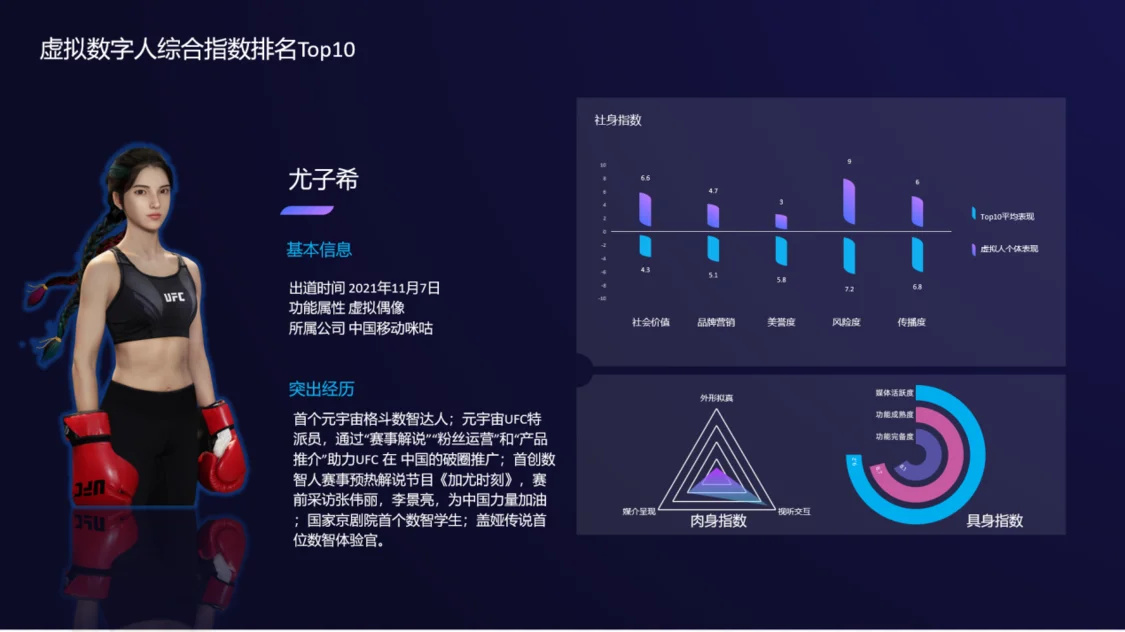 虚拟数字人综合指数排名Top10
尤子希
基本信息
出道时间 2021年11月7日
功能属性 虚拟偶像
所属公司 中国移动咪咕
突出经历
首个元宇宙格斗数智达人；元宇宙UFC特
派员，通过“赛事解说”“粉丝运营”和“产品
推介”助力UFC 在 中国的破圈推广；首创数
智人赛事预热解说节目《加尤时刻》，赛
前采访张伟丽，李景亮，为中国力量加油
；国家京剧院首个数智学生；盖娅传说首
位数智体验官。
UFC
UFC
社身指数
10
8
6
4
2
0
-2
-4
-6
-8
-10
6.6
4.7
3
9
6
4.3
5.1
5.8
7.2
6.8
社会价值
品牌营销
美誉度
风险度
传播度
Top10平均表现
虚拟人个体表现
外形拟真
媒介呈现
视听交互
肉身指数
媒体活跃度
功能成熟度
功能完备度
具身指数